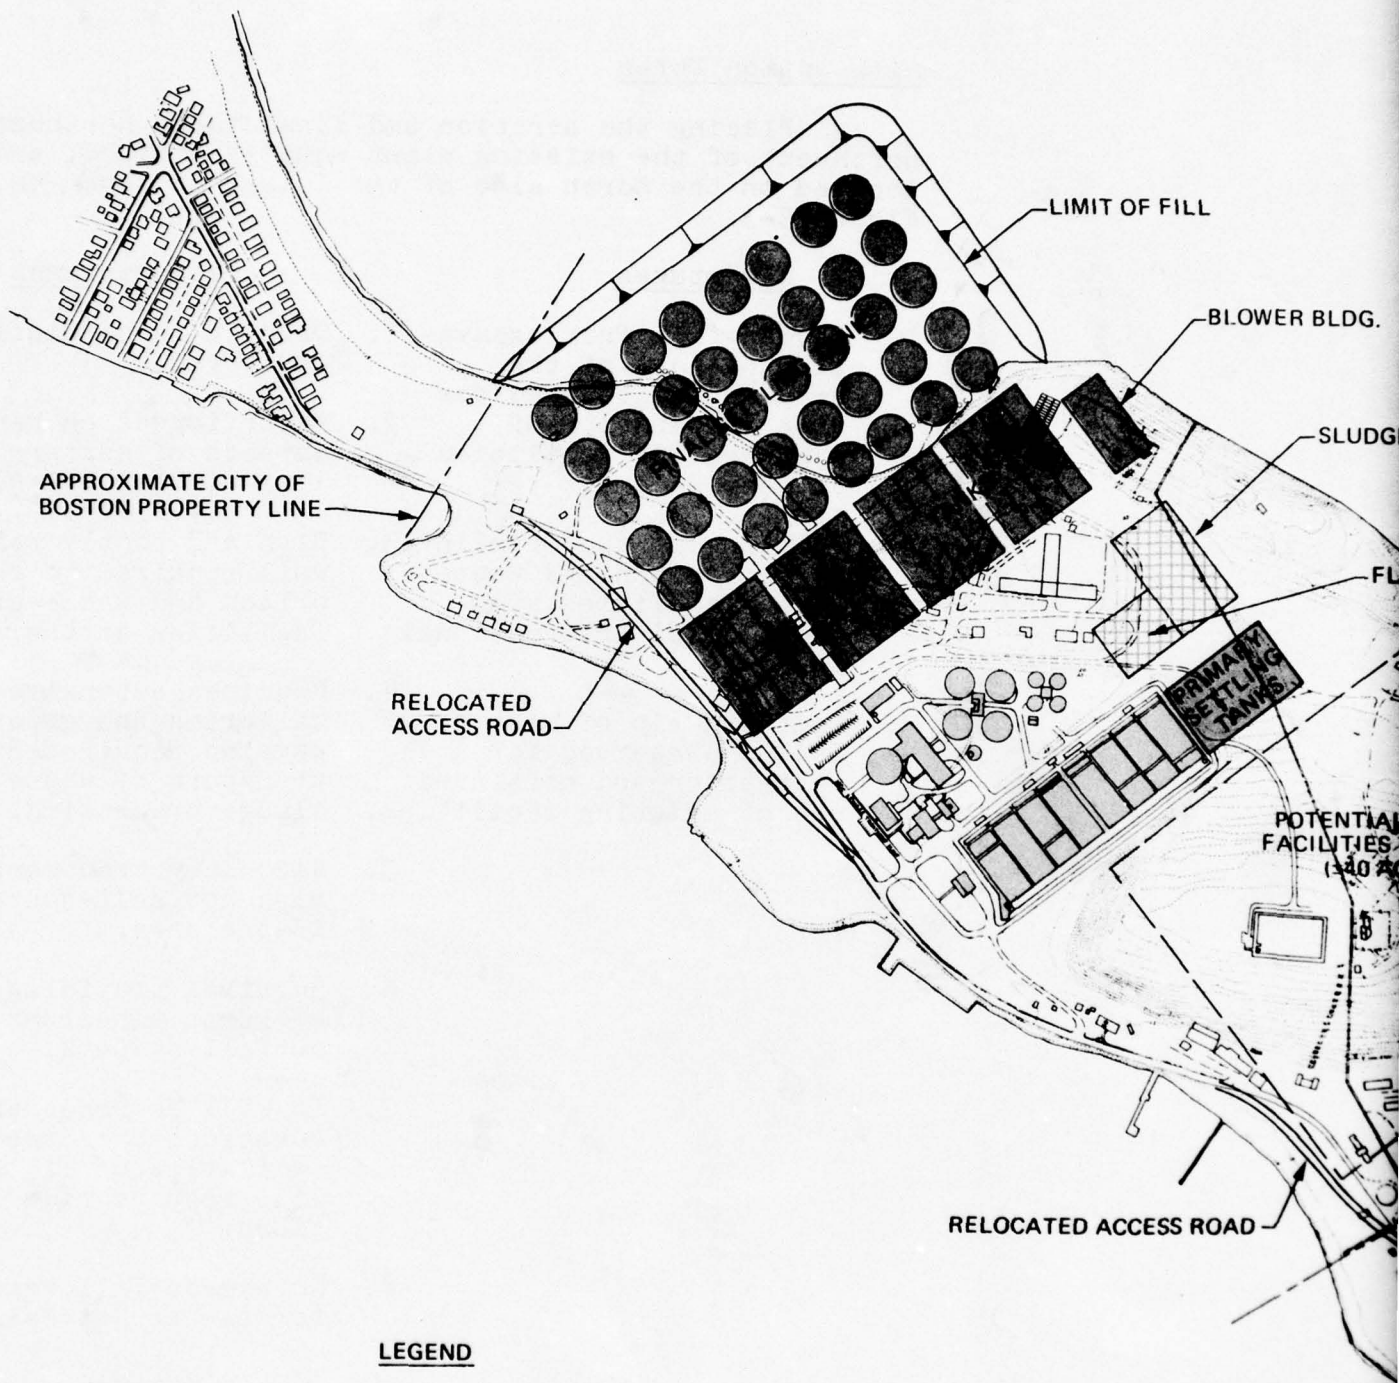 LIMIT OF FILL
BLOWER BLDG.
SLUDG
APPROXIMATE CITY OF
BOSTON PROPERTY LINE
FL
PRIMARY
SETTLING
TANKS
RELOCATED
ACCESS ROAD
POTENTIAL
FACILITIES
RELOCATED ACCESS ROAD
LEGEND